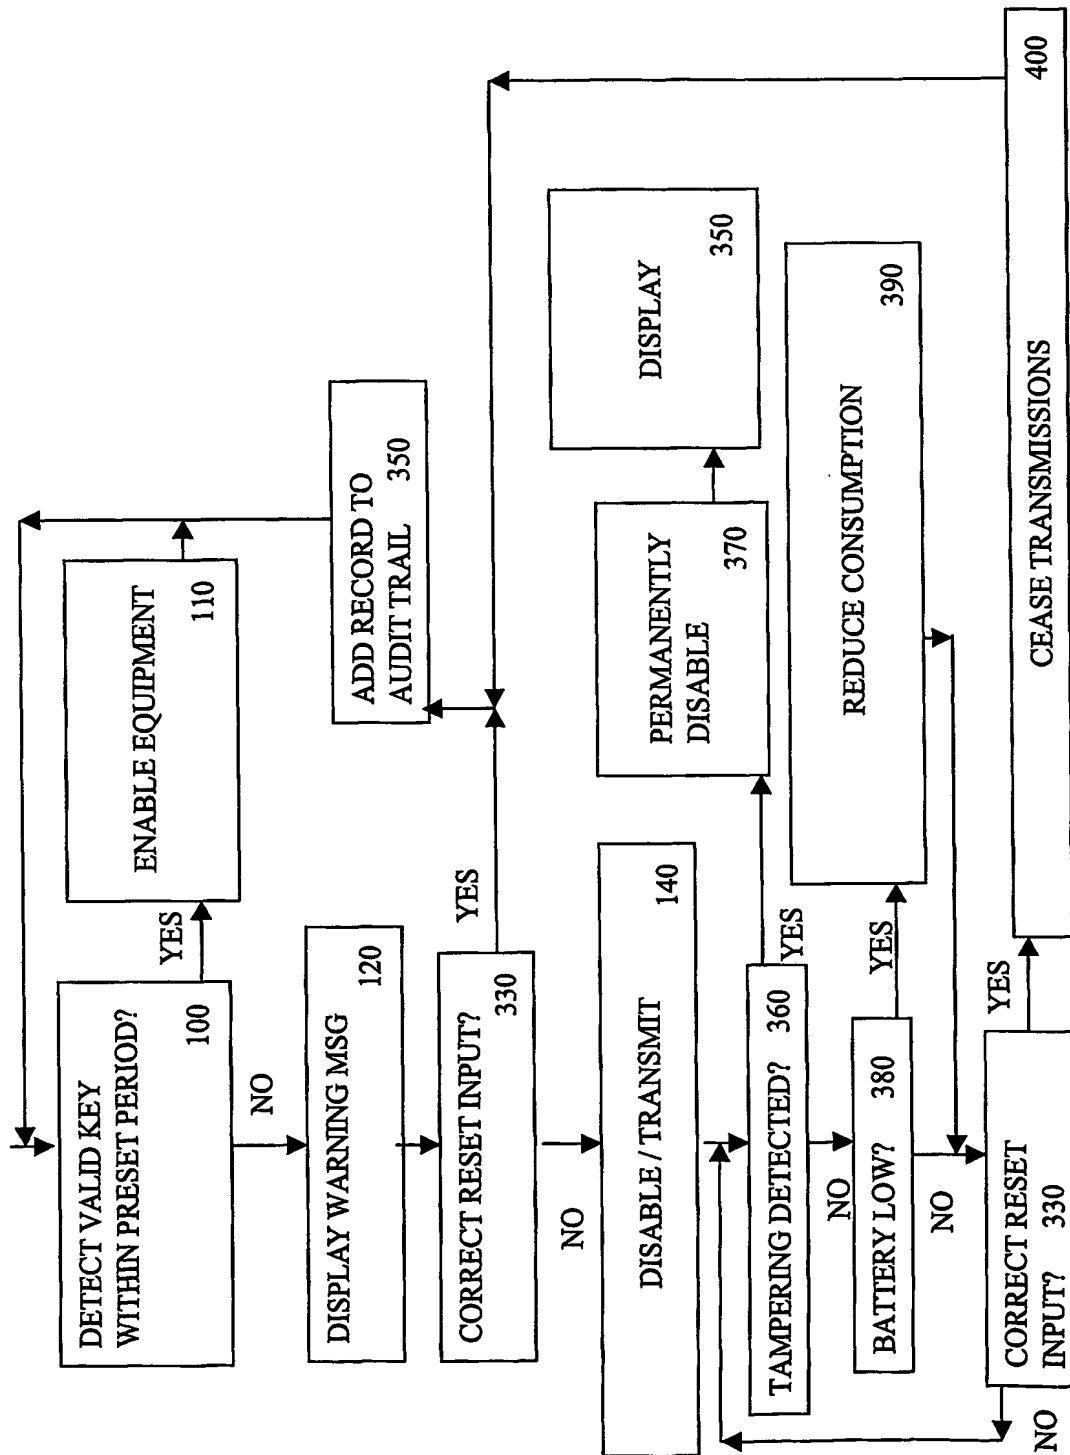 DETECT VALID KEY
WITHIN PRESET PERIOD?
100
YES
ENABLE EQUIPMENT
110
NO
DISPLAY WARNING MSG
120
CORRECT RESET INPUT?
330
YES
ADD RECORD TO
AUDIT TRAIL 350
NO
DISABLE / TRANSMIT
140
TAMPERING DETECTED? 360
YES
PERMANENTLY
DISABLE
370
DISPLAY
350
NO
BATTERY LOW? 380
YES
REDUCE CONSUMPTION
390
NO
CORRECT RESET
INPUT? 330
YES
CEASE TRANSMISSIONS
400
NO